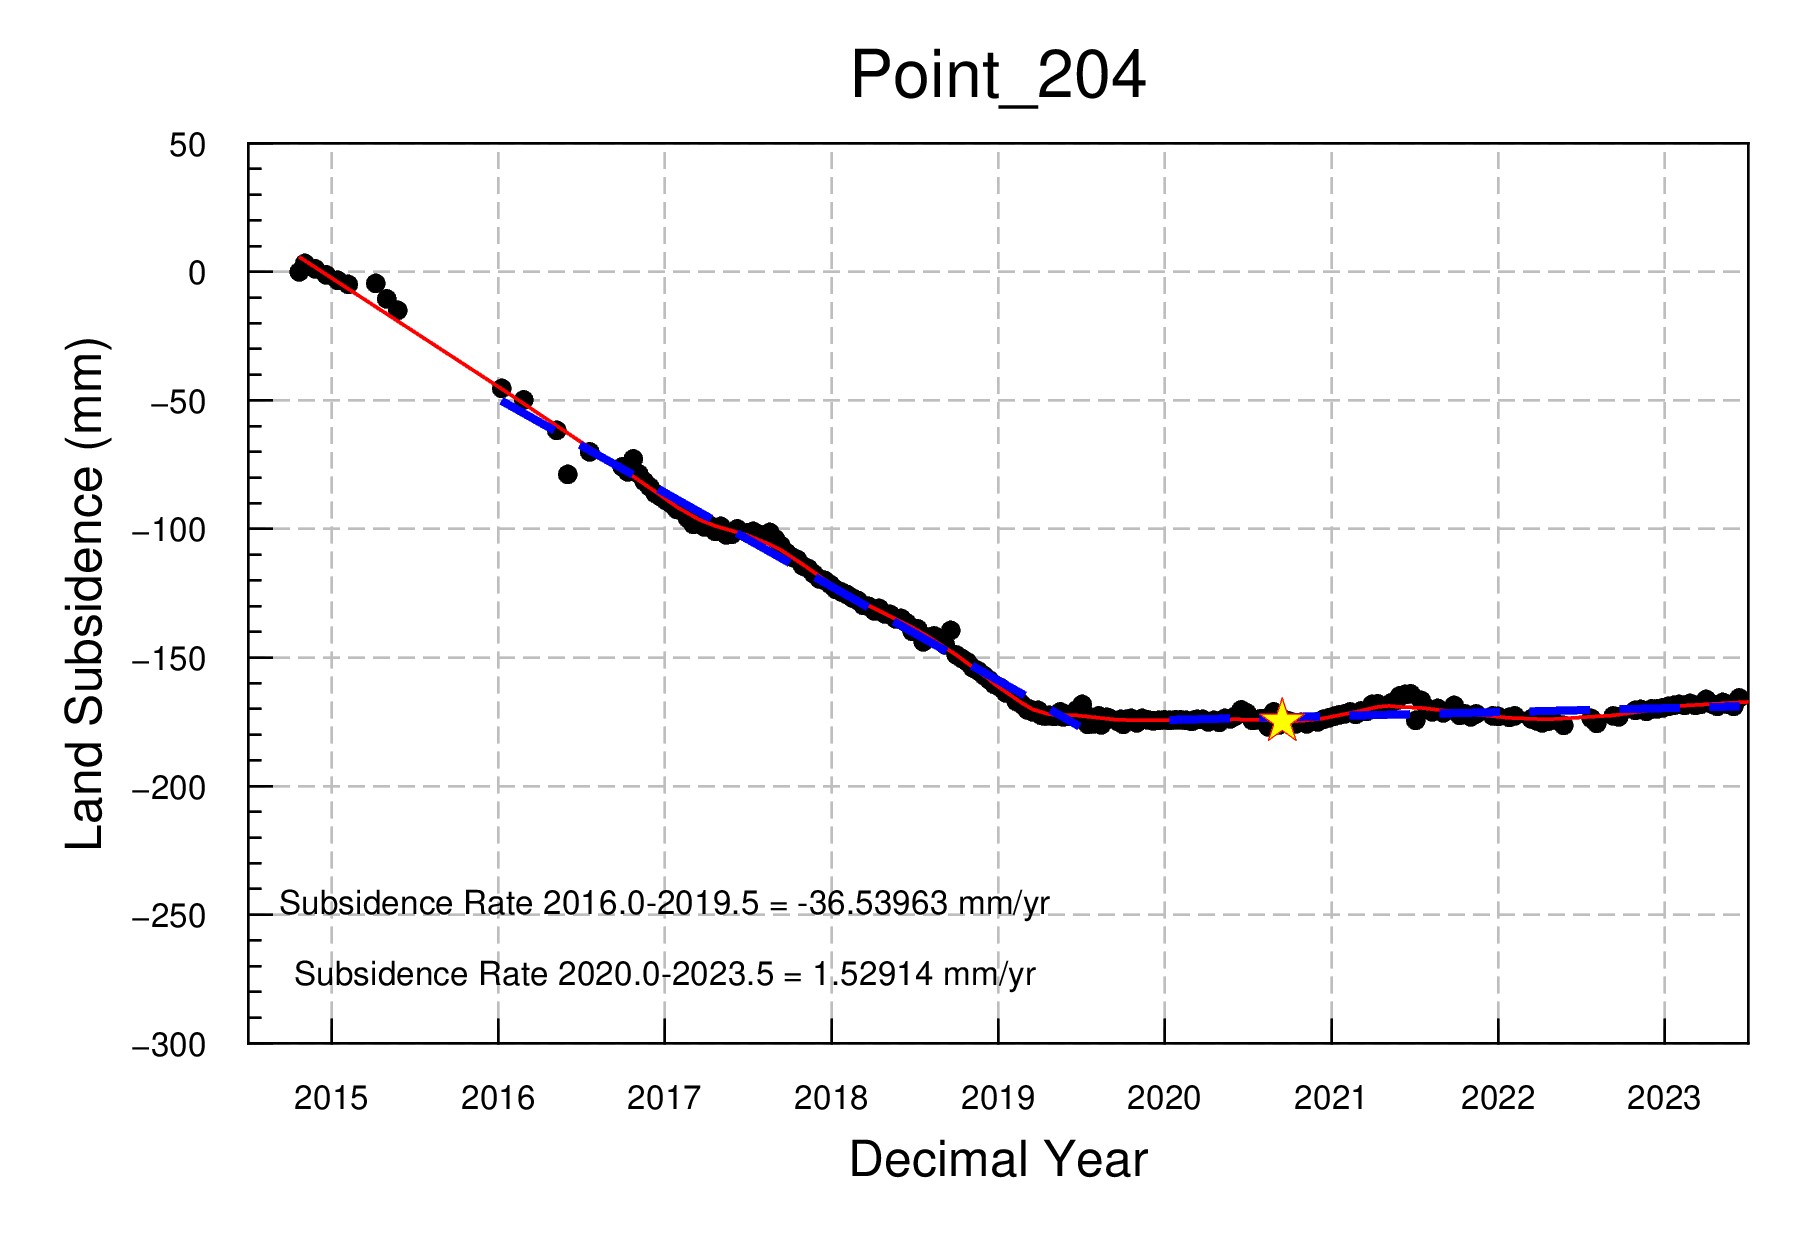 Point_204
50
0
−50
−100
−150
−200
−250
−300
Land Subsidence (mm)
Subsidence Rate 2016.0-2019.5 = -36.53963 mm/yr
Subsidence Rate 2020.0-2023.5 = 1.52914 mm/yr
2015 2016 2017 2018 2019 2020 2021 2022 2023
Decimal Year